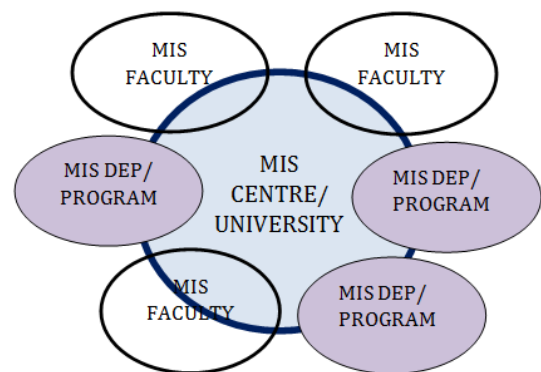 MIS
FACULTY
MIS
FACULTY
MIS DEP/
PROGRAM
MIS
CENTRE/
UNIVERSITY
MIS DEP/
PROGRAM
MIS
FACULTY
MIS DEP/
PROGRAM